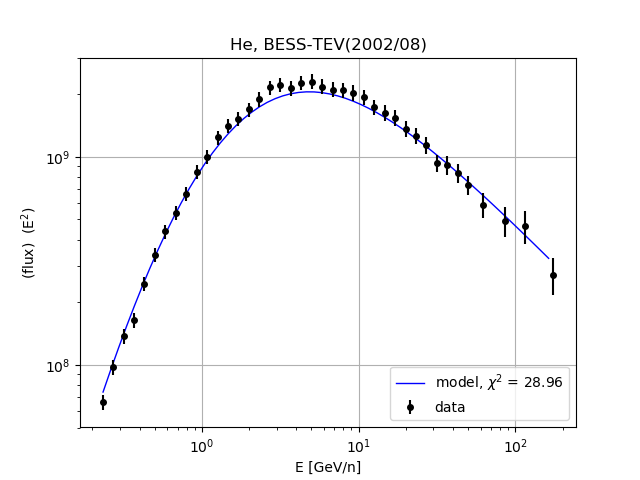 He, BESS-TEV(2002/08)
(flux) (E²)
10⁹
10⁸
10⁰ 10¹ 10²
E [GeV/n]
model, χ² = 28.96
data